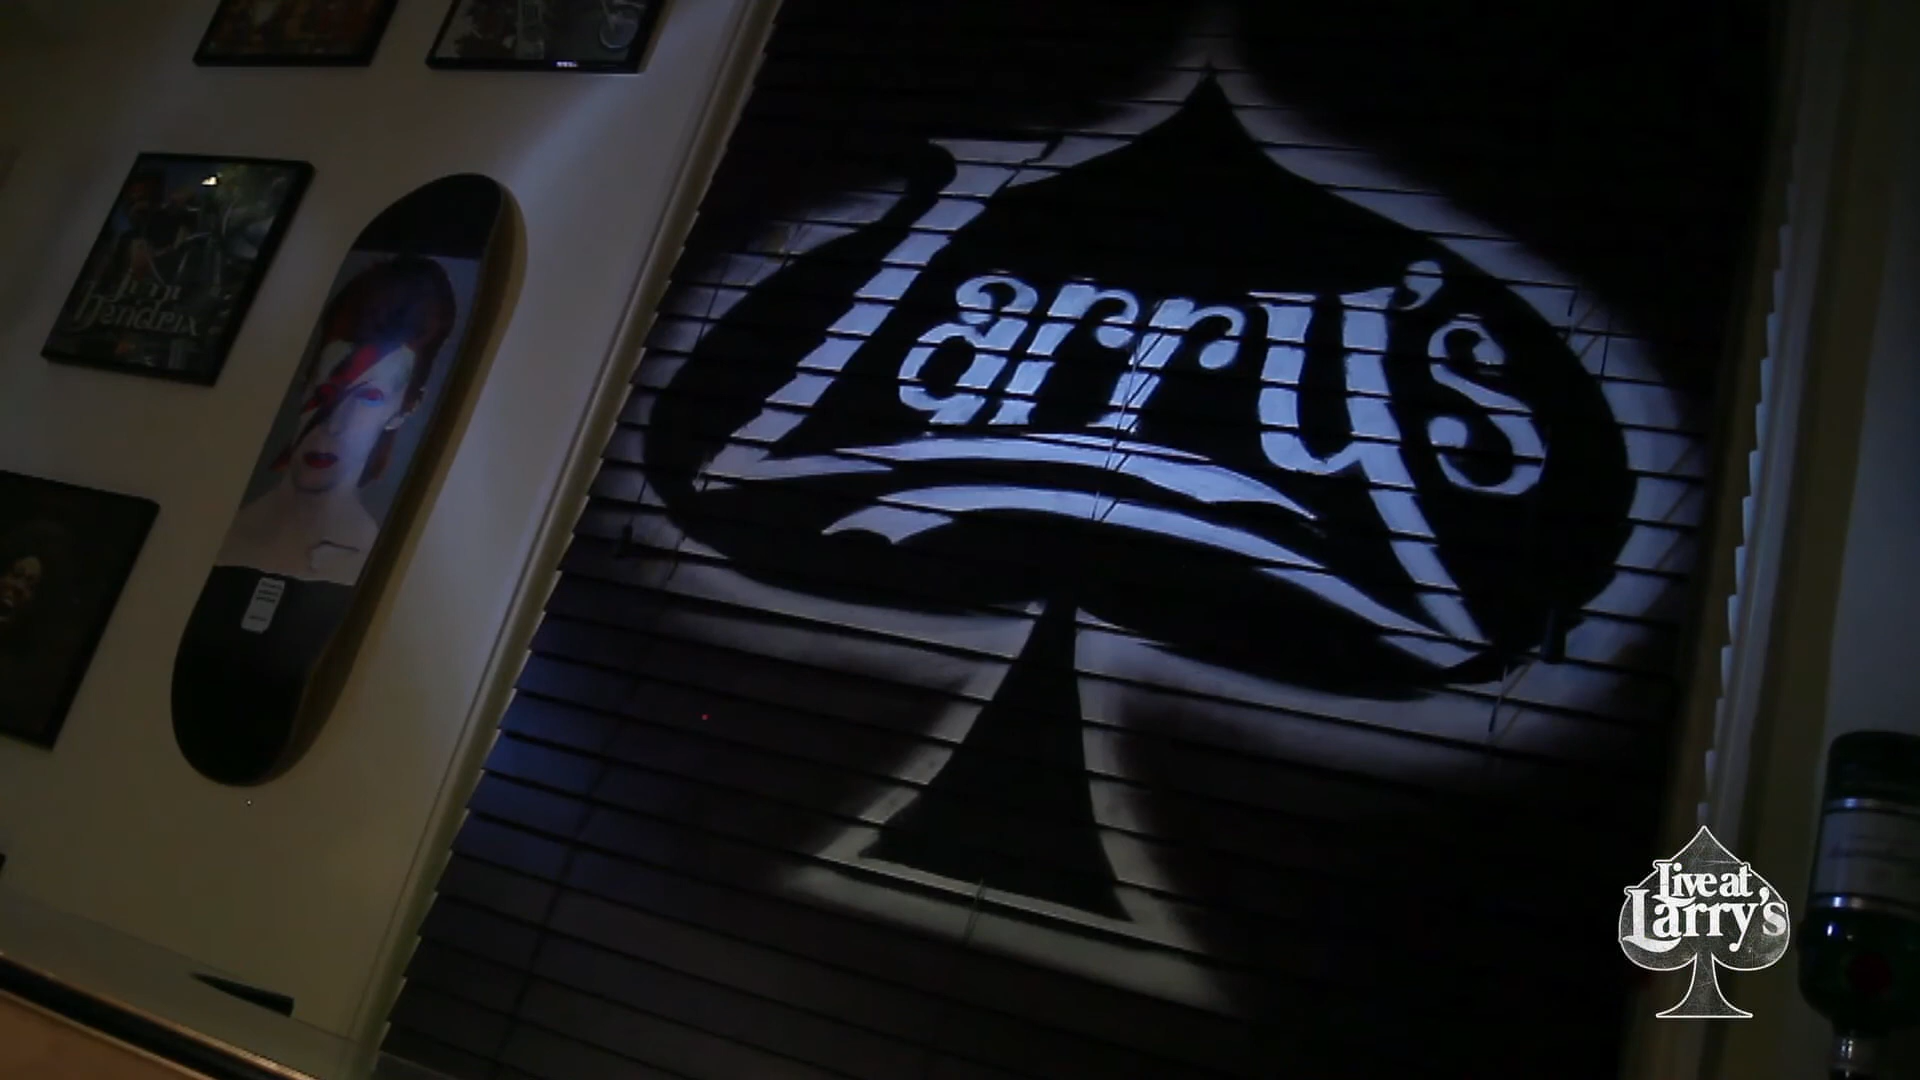 Jimi
Hendrix
Larry's
Live at
Larry's